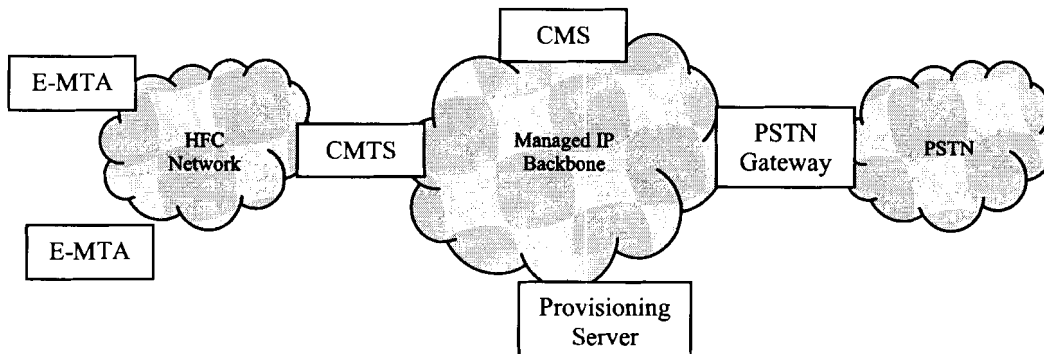 CMS
E-MTA
HFC
Network
CMTS
Managed IP
Backbone
PSTN
Gateway
PSTN
E-MTA
Provisioning
Server